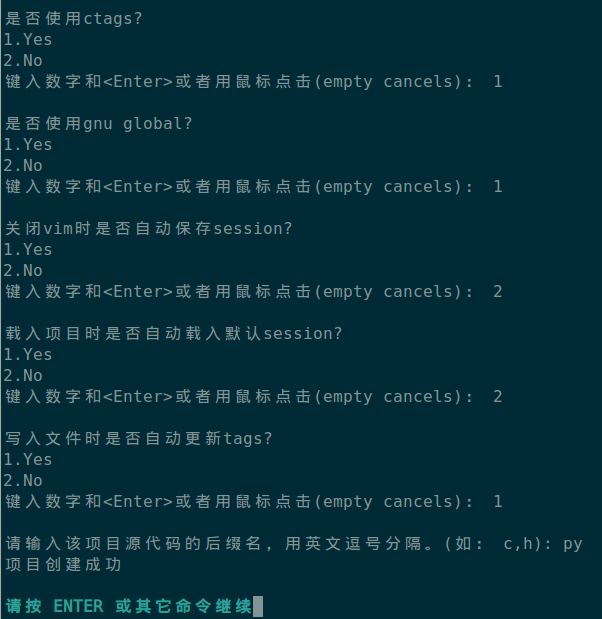 是否使用ctags?
1.Yes
2.No
键入数字和<Enter>或者用鼠标点击(empty cancels): 1
是否使用gnu global?
1.Yes
2.No
键入数字和<Enter>或者用鼠标点击(empty cancels): 1
关闭vim时是否自动保存session?
1.Yes
2.No
键入数字和<Enter>或者用鼠标点击(empty cancels): 2
载入项目时是否自动载入默认session?
1.Yes
2.No
键入数字和<Enter>或者用鼠标点击(empty cancels): 2
写入文件时是否自动更新tags?
1.Yes
2.No
键入数字和<Enter>或者用鼠标点击(empty cancels): 1
请输入该项目源代码的后缀名，用英文逗号分隔。(如: c,h): py
项目创建成功
请按 ENTER 或其它命令继续